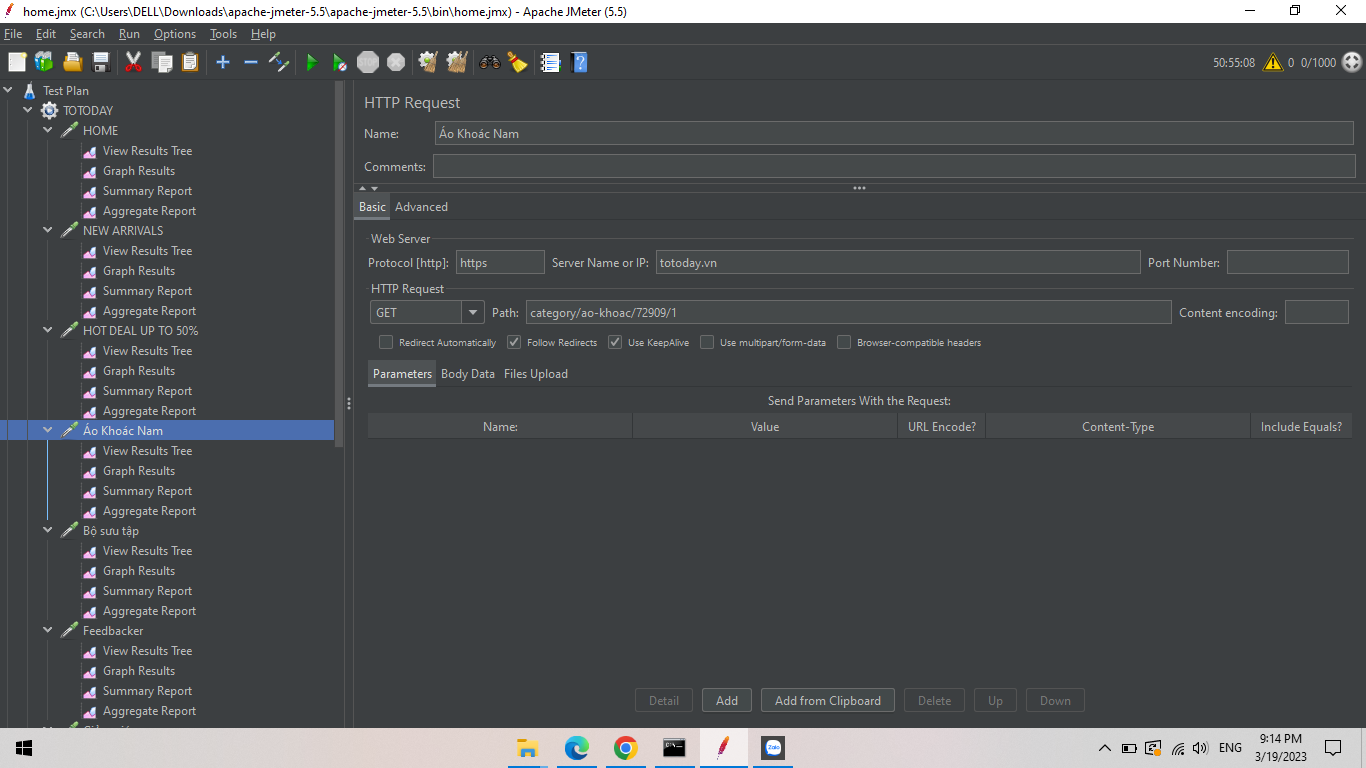 home.jmx (C:\Users\DELL\Downloads\apache-jmeter-5.5\apache-jmeter-5.5\bin\home.jmx) - Apache JMeter (5.5)
File Edit Search Run Options Tools Help
STOP
50:55:08 0 0/1000
Test Plan
TOTODAY
HOME
View Results Tree
Graph Results
Summary Report
Aggregate Report
NEW ARRIVALS
View Results Tree
Graph Results
Summary Report
Aggregate Report
HOT DEAL UP TO 50%
View Results Tree
Graph Results
Summary Report
Aggregate Report
Áo Khoác Nam
View Results Tree
Graph Results
Summary Report
Aggregate Report
Bộ sưu tập
View Results Tree
Graph Results
Summary Report
Aggregate Report
Feedbacker
View Results Tree
Graph Results
Summary Report
Aggregate Report
HTTP Request
Name: Áo Khoác Nam
Comments:
Basic Advanced
Web Server
Protocol [http]: https Server Name or IP: totoday.vn Port Number:
HTTP Request
GET Path: category/ao-khoac/72909/1 Content encoding:
Redirect Automatically Follow Redirects Use KeepAlive Use multipart/form-data Browser-compatible headers
Parameters Body Data Files Upload
Send Parameters With the Request:
Name: Value URL Encode? Content-Type Include Equals?
Detail Add Add from Clipboard Delete Up Down
Zalo
ENG
9:14 PM
3/19/2023